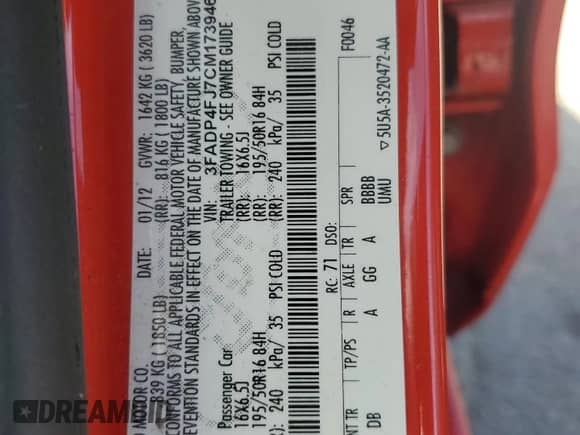 MOTOR CO.
DATE: 01/12 GVWR: 1642 KG ( 3620 LB)
839 KG ( 1850 LB) (RR): 816 KG ( 1800 LB)
CONFORMS TO ALL APPLICABLE FEDERAL MOTOR VEHICLE SAFETY BUMPER,
EVENTION STANDARDS IN EFFECT ON THE DATE OF MANUFACTURE SHOWN ABOV
VIN: 3FADP4FJ7CM173946
Passenger Car TRAILER TOWING - SEE OWNER GUIDE
16X6.5J (RR): 16X6.5J
195/50R16 84H (RR): 195/50R16 84H
240 kPa/ 35 PSI COLD (RR): 240 kPa/ 35 PSI COLD
RC: 71 DSO: F0046
NT TR TP/PS R AXLE TR SPR
DB A GG A BBBB
UMU
▽5U5A-3520472-AA
DREAMBID